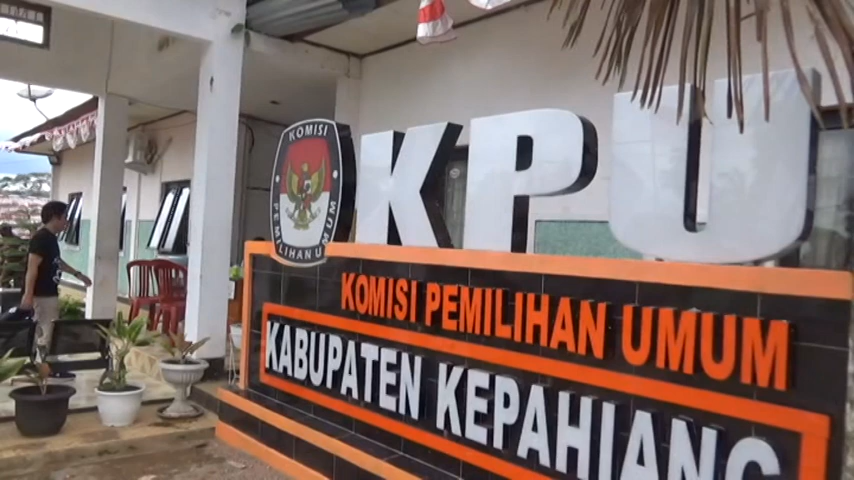 KOMISI
PEMILIHAN UMUM
KPU
KOMISI PEMILIHAN UMUM
KABUPATEN KEPAHIANG